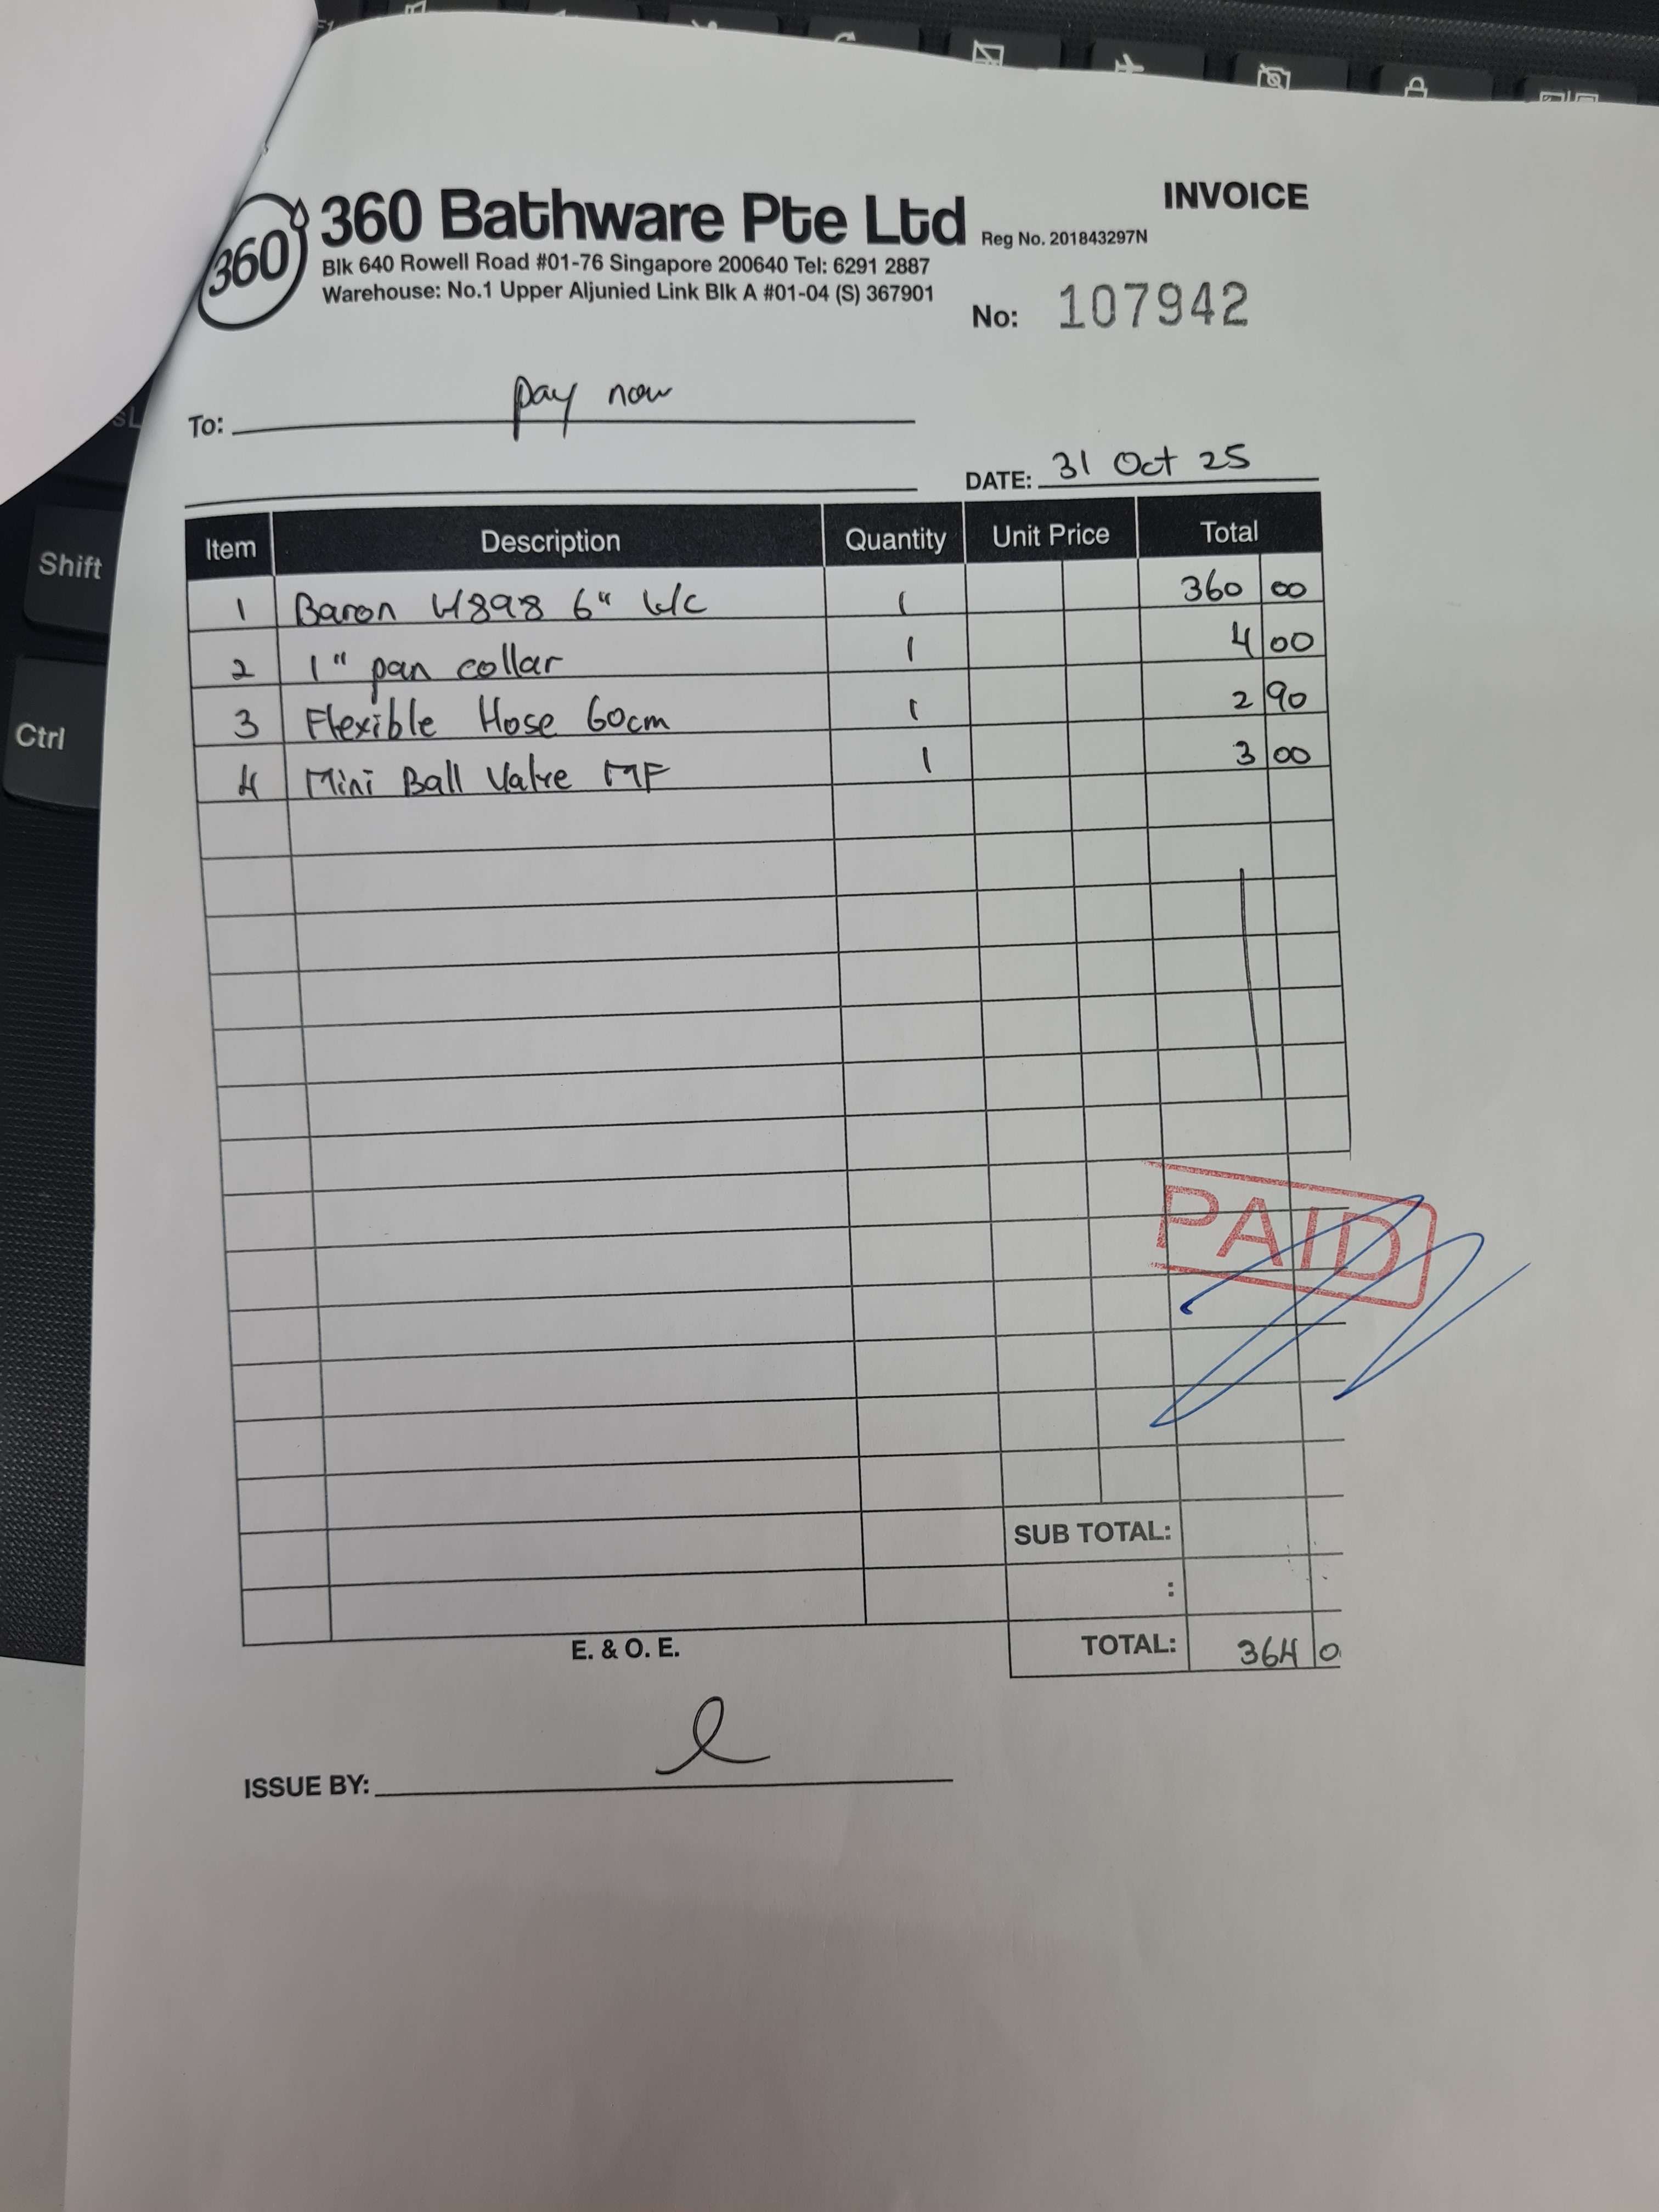 INVOICE
360
360 Bathware Pte Ltd Reg No. 201843297N
Blk 640 Rowell Road #01-76 Singapore 200640 Tel: 6291 2887
Warehouse: No.1 Upper Aljunied Link Blk A #01-04 (S) 367901
No: 107942
To: pay now
DATE: 31 Oct 25
Item Description Quantity Unit Price Total
1 Baron W898 6" W/C 1 360 00
2 1" pan collar 1 4 00
3 Flexible Hose 60cm 1 2 90
4 Mini Ball Valve MF 1 3 00
PAID
SUB TOTAL:
:
E. & O. E. TOTAL: 364 0
ISSUE BY:
Shift
Ctrl